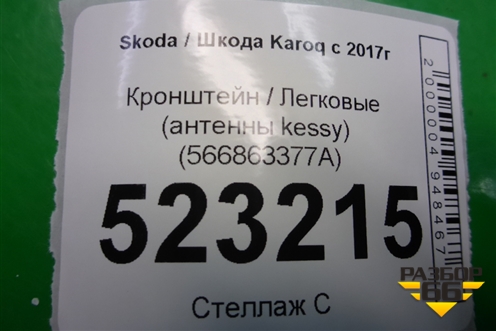 Skoda / Шкода Karoq с 2017г
Кронштейн / Легковые
(антенны kessy)
(566863377A)
523215
Стеллаж С
2000004948467
РАЗБОР
66